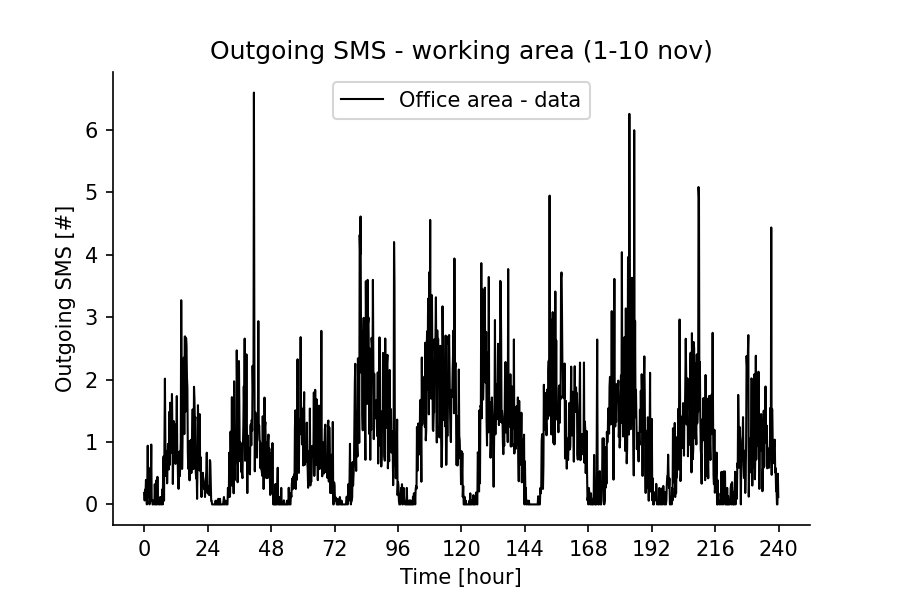 Outgoing SMS - working area (1-10 nov)
Office area - data
Outgoing SMS [#]
6
5
4
3
2
1
0
0 24 48 72 96 120 144 168 192 216 240
Time [hour]